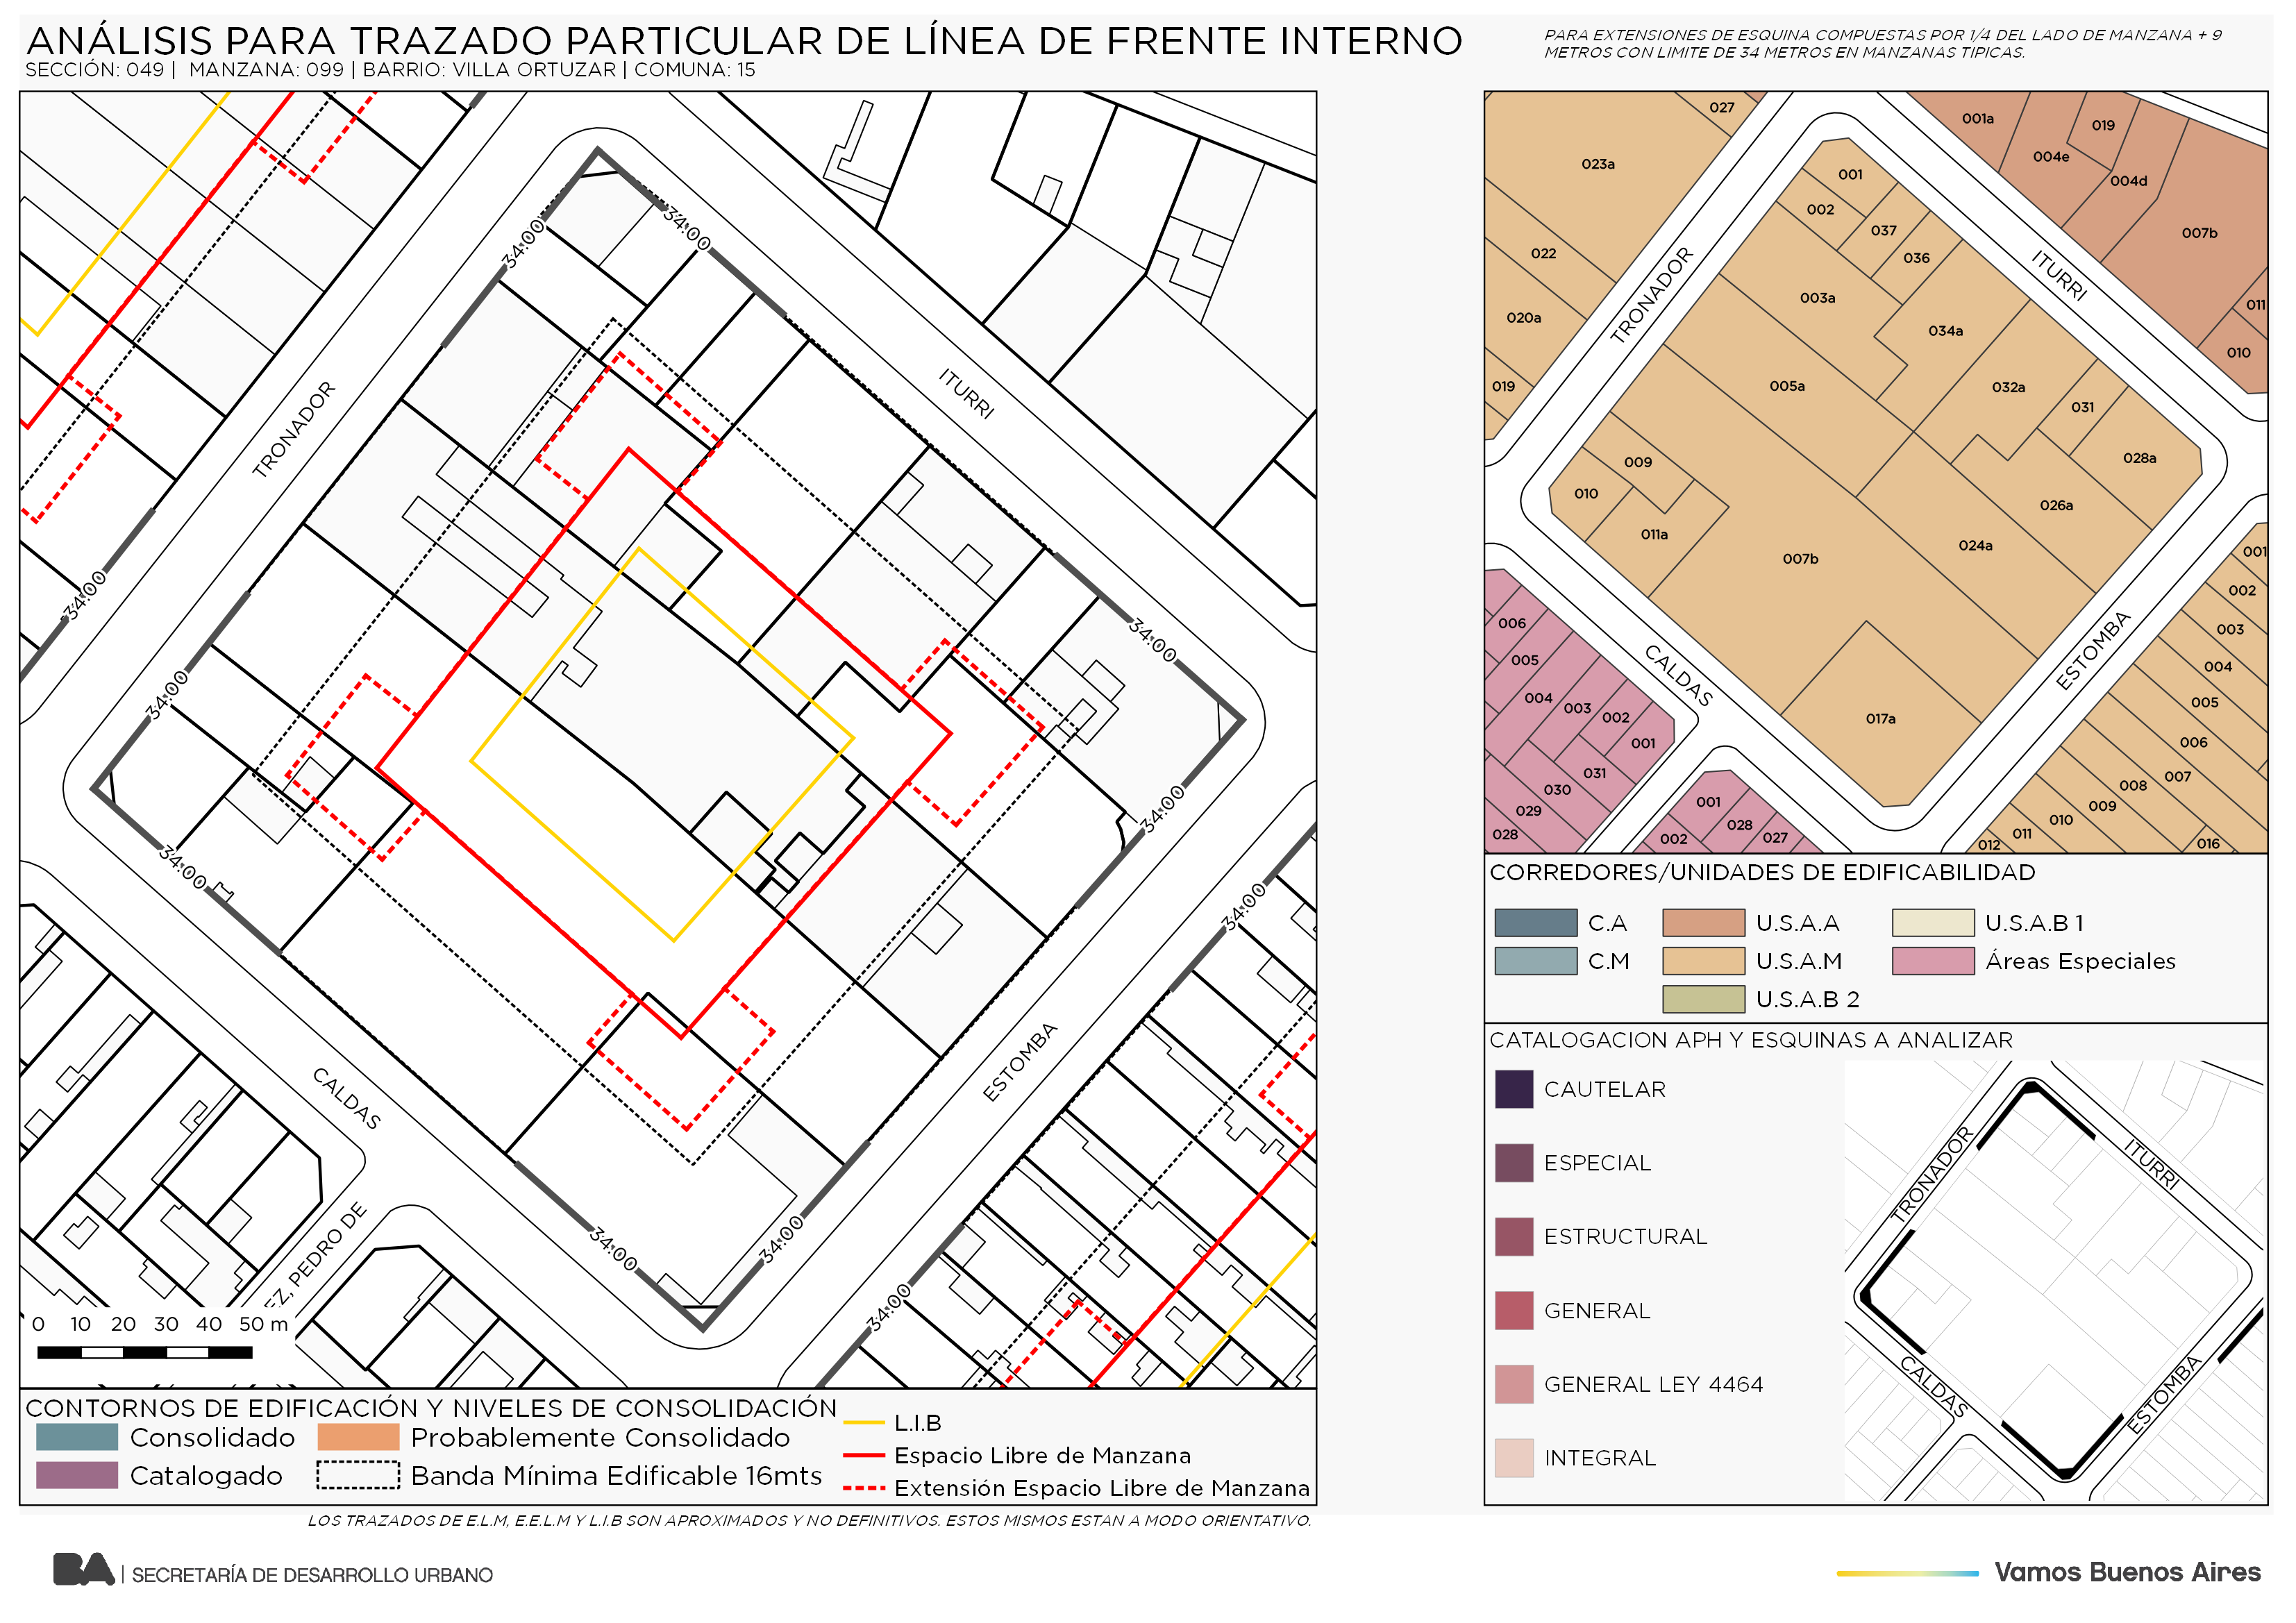 ANÁLISIS PARA TRAZADO PARTICULAR DE LÍNEA DE FRENTE INTERNO
SECCIÓN: 049 | MANZANA: 099 | BARRIO: VILLA ORTUZAR | COMUNA: 15
PARA EXTENSIONES DE ESQUINA COMPUESTAS POR 1/4 DEL LADO DE MANZANA + 9
METROS CON LIMITE DE 34 METROS EN MANZANAS TIPICAS.
34:00
34:00
ITURRI
TRONADOR
34:00
34:00
34:00
34:00
34:00
34:00
CALDAS
ESTOMBA
34:00
34:00
34:00
EZ, PEDRO DE
0 10 20 30 40 50 m
CONTORNOS DE EDIFICACIÓN Y NIVELES DE CONSOLIDACIÓN
Consolidado
Probablemente Consolidado
Catalogado
Banda Mínima Edificable 16mts
L.I.B
Espacio Libre de Manzana
Extensión Espacio Libre de Manzana
LOS TRAZADOS DE E.L.M, E.E.L.M Y L.I.B SON APROXIMADOS Y NO DEFINITIVOS. ESTOS MISMOS ESTAN A MODO ORIENTATIVO.
027
001a
019
023a
004e
001
004d
002
037
007b
022
036
TRONADOR
ITURRI
003a
011
020a
034a
010
019
005a
032a
031
009
028a
010
026a
011a
024a
001
007b
002
006
003
005
CALDAS
ESTOMBA
004
004
003
002
005
017a
001
006
031
007
030
008
001
009
029
010
028
011
028
002
027
012
016
CORREDORES/UNIDADES DE EDIFICABILIDAD
C.A
U.S.A.A
U.S.A.B 1
C.M
U.S.A.M
Áreas Especiales
U.S.A.B 2
CATALOGACION APH Y ESQUINAS A ANALIZAR
CAUTELAR
ESPECIAL
ESTRUCTURAL
GENERAL
GENERAL LEY 4464
INTEGRAL
TRONADOR
ITURRI
CALDAS
ESTOMBA
BA | SECRETARÍA DE DESARROLLO URBANO
Vamos Buenos Aires